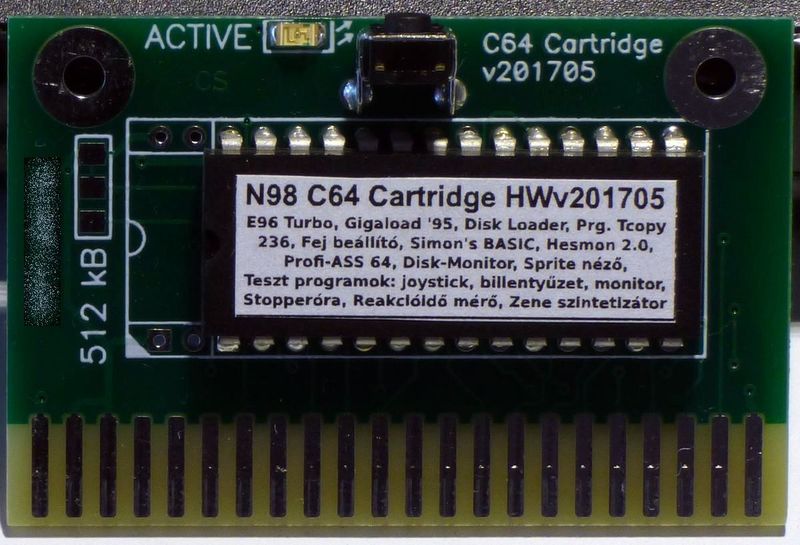 ACTIVE
C64 Cartridge
v201705
CS
512 kB
N98 C64 Cartridge HWv201705
E96 Turbo, Gigaload '95, Disk Loader, Prg. Tcopy
236, Fej beállító, Simon's BASIC, Hesmon 2.0,
Profi-ASS 64, Disk-Monitor, Sprite néző,
Teszt programok: joystick, billentyűzet, monitor,
Stopperóra, Reakcióidő mérő, Zene szintetizátor